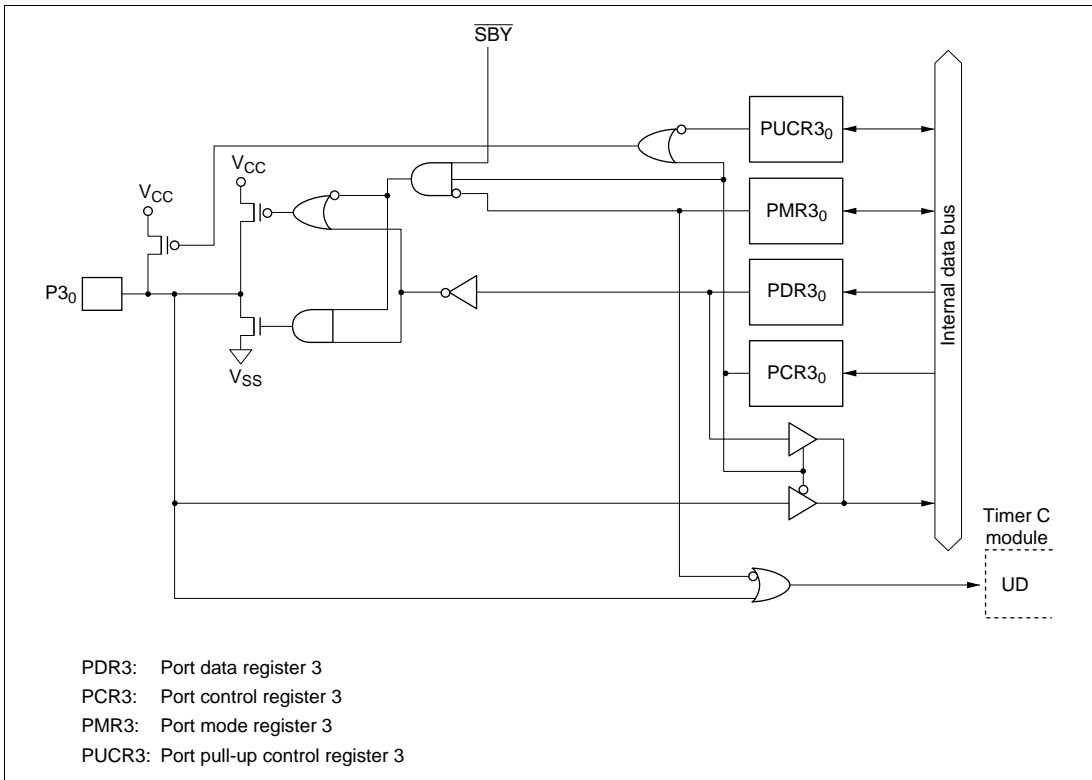 S̅B̅Y̅
PUCR3₀
V_CC
V_CC
PMR3₀
P3₀
PDR3₀
V_SS
PCR3₀
Internal data bus
Timer C
module
UD
PDR3: Port data register 3
PCR3: Port control register 3
PMR3: Port mode register 3
PUCR3: Port pull-up control register 3